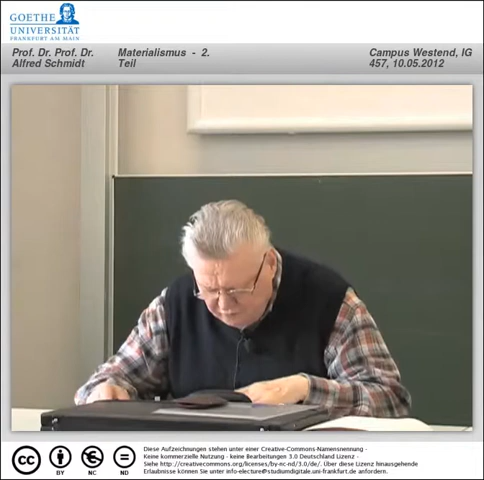 GOETHE
UNIVERSITÄT
FRANKFURT AM MAIN
Prof. Dr. Prof. Dr. Materialismus - 2. Campus Westend, IG
Alfred Schmidt Teil 457, 10.05.2012
cc BY NC ND
Diese Aufzeichnungen stehen unter einer Creative-Commons-Namensnennung -
Keine kommerzielle Nutzung - keine Bearbeitungen 3.0 Deutschland Lizenz -
Siehe http://creativecommons.org/licenses/by-nc-nd/3.0/de/. Über diese Lizenz hinausgehende
Erlaubnisse können Sie unter info-electure@studiumdigitale.uni-frankfurt.de anfordern.